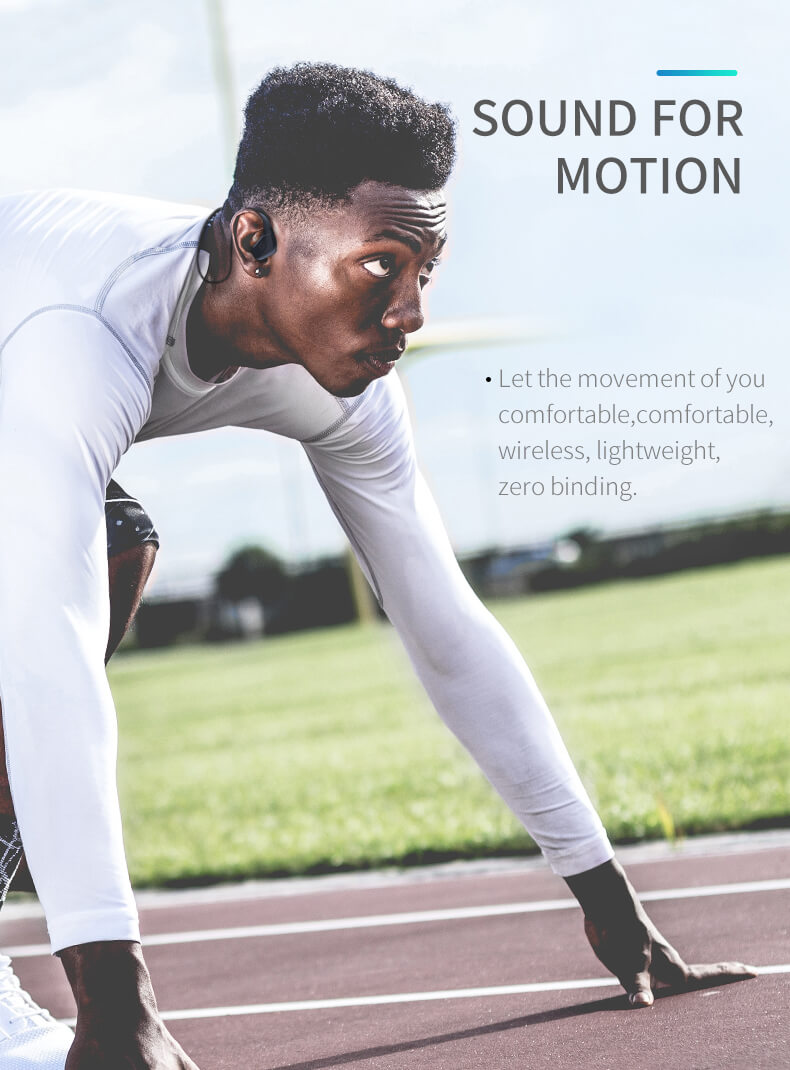 SOUND FOR
MOTION
• Let the movement of you
comfortable,comfortable,
wireless, lightweight,
zero binding.